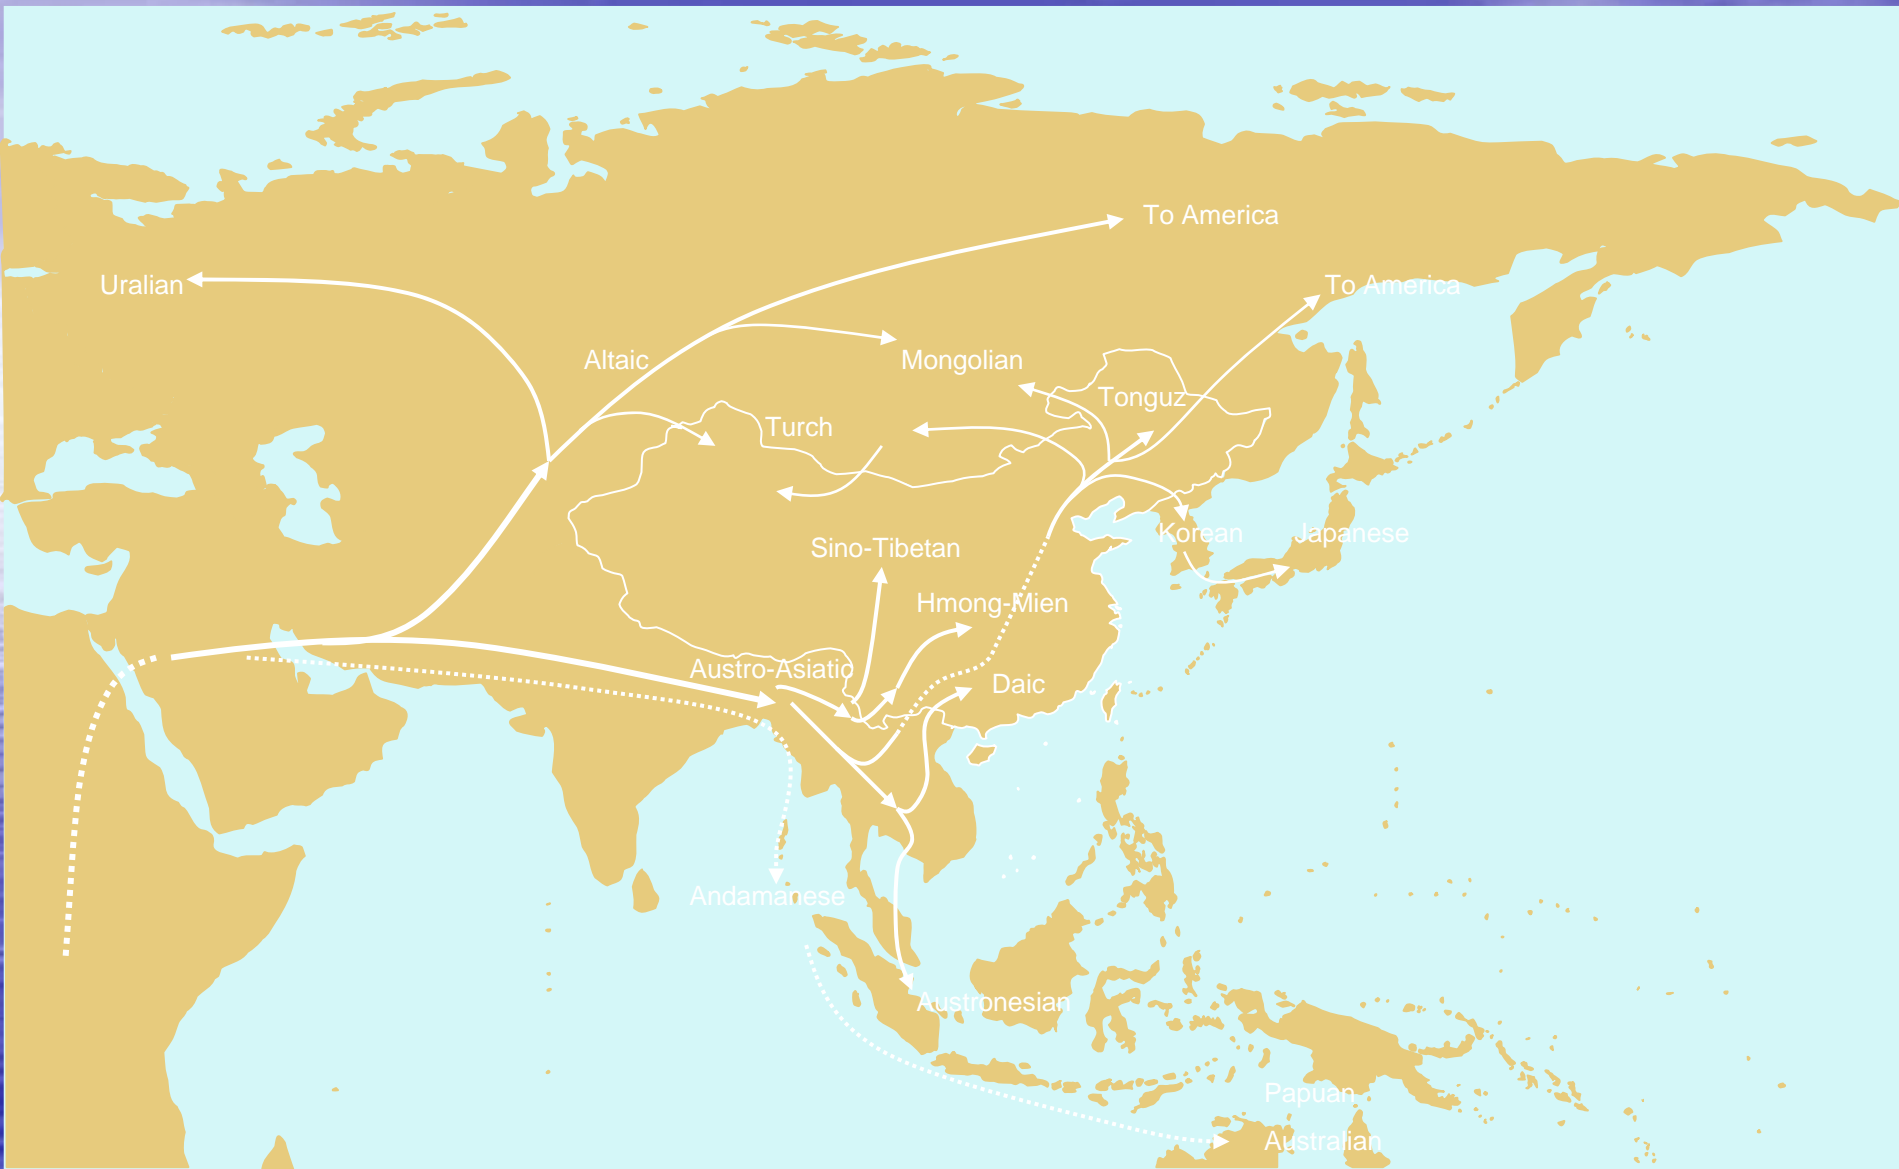 To America
Uralian
To America
Altaic
Mongolian
Tonguz
Turch
Korean
Japanese
Sino-Tibetan
Hmong-Mien
Austro-Asiatic
Daic
Andamanese
Austronesian
Papuan
Australian